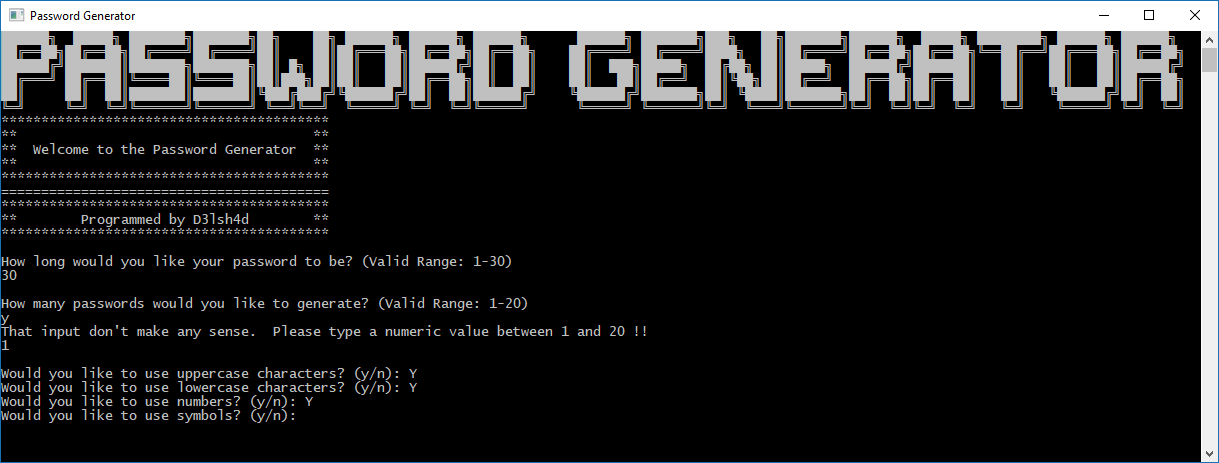 Password Generator
PASSWORD GENERATOR
*****************************************
** **
** Welcome to the Password Generator **
** **
*****************************************
=========================================
*****************************************
** Programmed by D3lsh4d **
*****************************************
How long would you like your password to be? (Valid Range: 1-30)
30
How many passwords would you like to generate? (Valid Range: 1-20)
y
That input don't make any sense.  Please type a numeric value between 1 and 20 !!
1
Would you like to use uppercase characters? (y/n): Y
Would you like to use lowercase characters? (y/n): Y
Would you like to use numbers? (y/n): Y
Would you like to use symbols? (y/n):